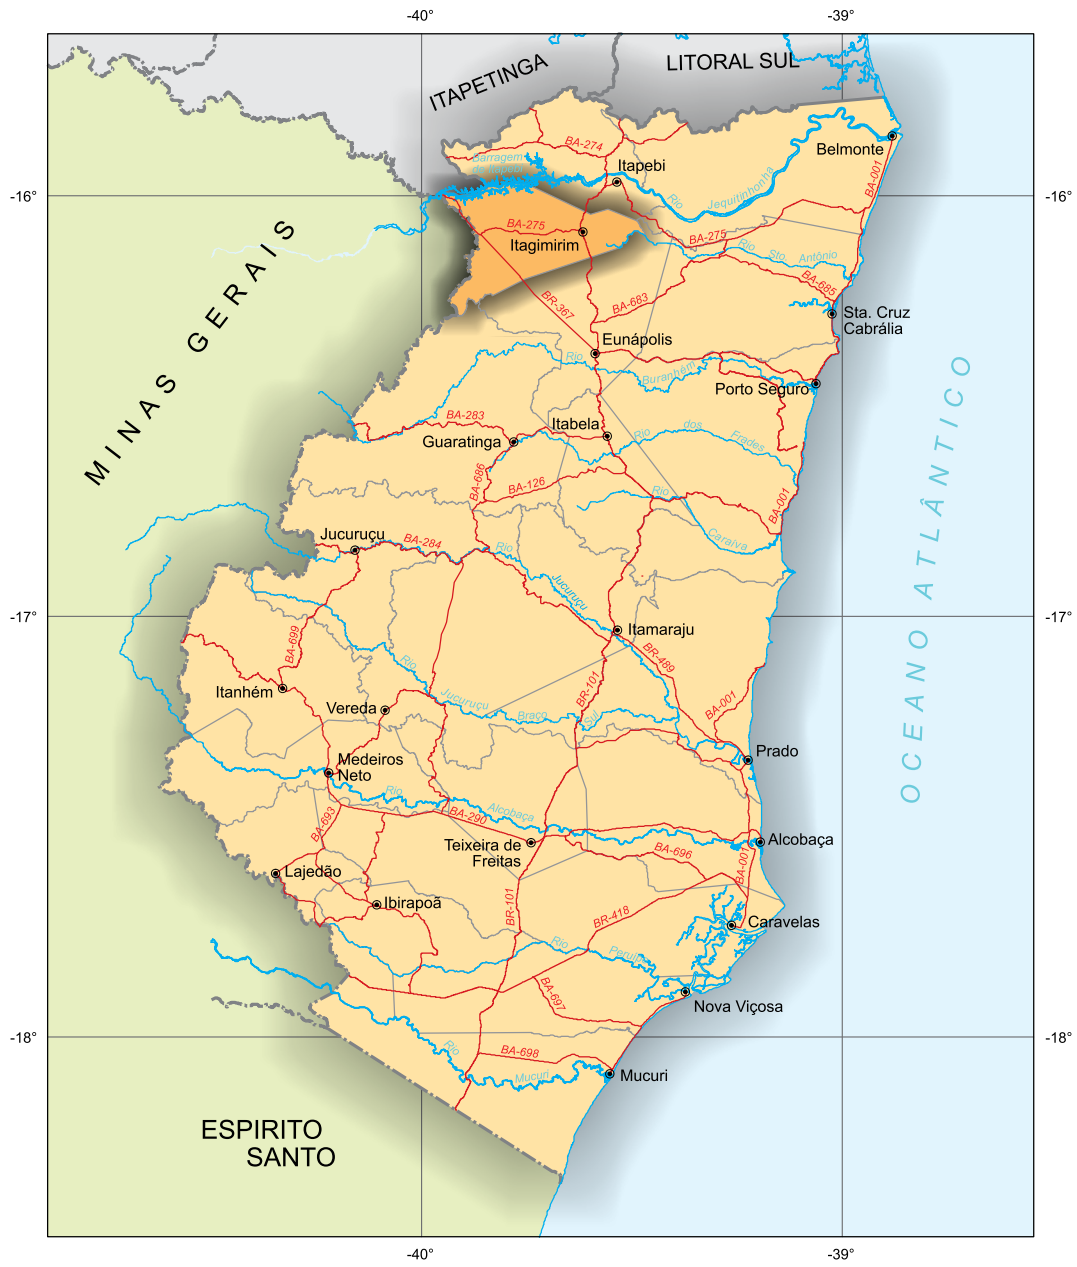 -40°
-39°
LITORAL SUL
ITAPETINGA
BA-274
Belmonte
Barragem
Itapebi
BA-001
Jequitinhonha
Rio
-16°
-16°
MINAS GERAIS
BA-275
Itagimirim
BA-275
Rio Sto. Antônio
BA-685
BR-367
BA-683
Sta. Cruz
Cabrália
Eunápolis
Rio
Buranhém
Porto Seguro
OCEANO ATLÂNTICO
BA-283
Itabela
Guaratinga
Rio dos Frades
BA-686
BA-126
Rio
BA-001
Caraíva
Jucuruçu
BA-284
Rio
Jucuruçu
-17°
-17°
Itamaraju
BA-699
BR-489
Rio
Itanhém
BR-101
Jucuruçu
BA-001
Vereda
Braço
Sul
Prado
Medeiros
Neto
Rio
Alcobaça
BA-290
BA-693
Alcobaça
Teixeira de
Freitas
BA-696
BA-001
Lajedão
Ibirapoã
BR-101
BR-418
Caravelas
Rio
Peruípe
BA-697
Nova Viçosa
-18°
-18°
Rio
BA-698
Mucuri
Mucuri
ESPIRITO
SANTO
-40°
-39°